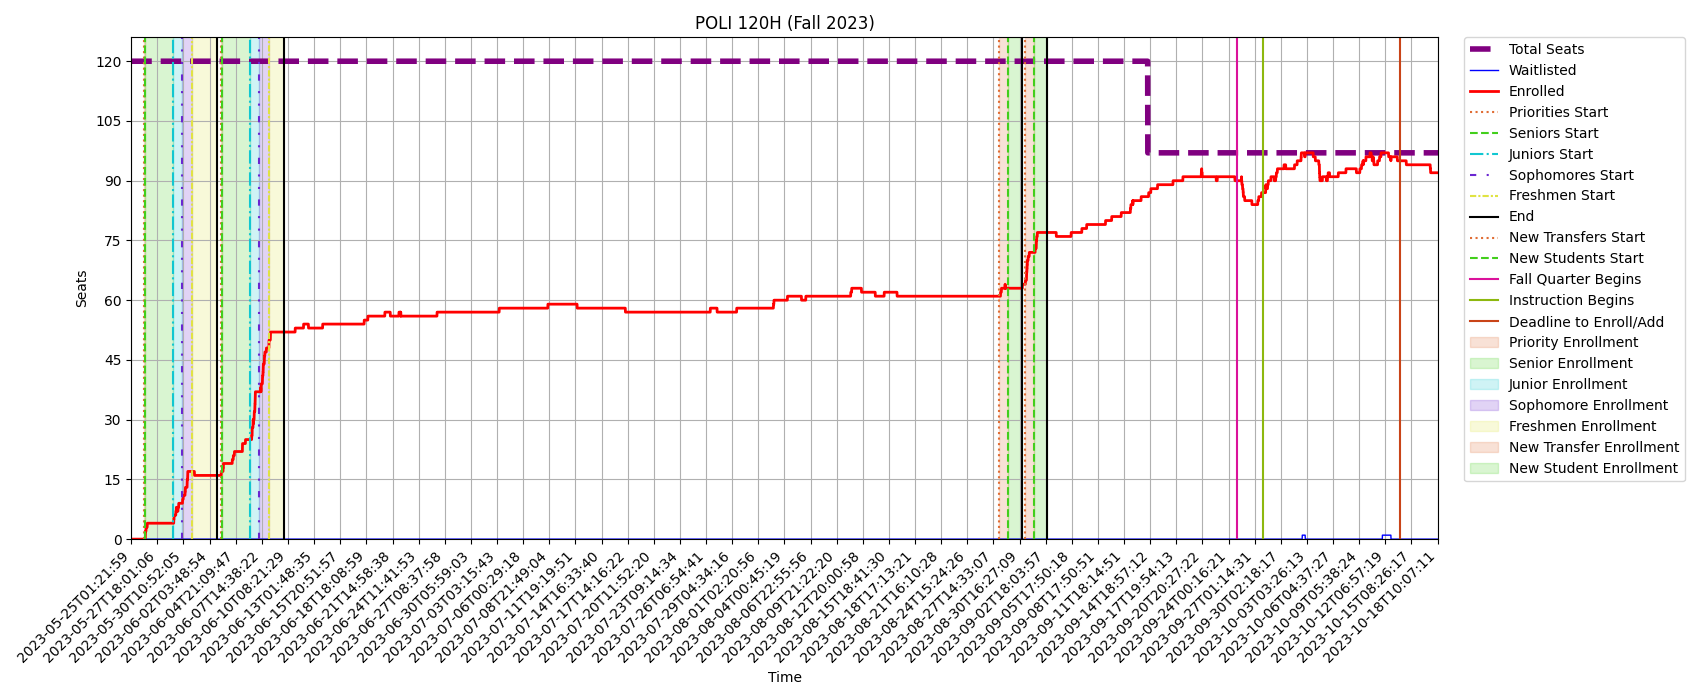 POLI 120H (Fall 2023)
Seats
120
105
90
75
60
45
30
15
0
2023-05-25T01:21:59
2023-05-27T18:01:06
2023-05-30T10:52:05
2023-06-02T03:48:54
2023-06-04T21:09:47
2023-06-07T14:38:22
2023-06-10T08:21:29
2023-06-13T01:48:35
2023-06-15T20:51:57
2023-06-18T18:08:59
2023-06-21T14:58:38
2023-06-24T11:41:53
2023-06-27T08:37:58
2023-06-30T05:59:03
2023-07-03T03:15:43
2023-07-06T00:29:18
2023-07-08T21:49:04
2023-07-11T19:19:51
2023-07-14T16:33:40
2023-07-17T14:16:22
2023-07-20T11:52:20
2023-07-23T09:14:34
2023-07-26T06:54:41
2023-07-29T04:34:16
2023-08-01T02:20:56
2023-08-04T00:45:19
2023-08-06T22:55:56
2023-08-09T21:22:20
2023-08-12T20:00:58
2023-08-15T18:41:30
2023-08-18T17:13:21
2023-08-21T16:10:28
2023-08-24T15:24:26
2023-08-27T14:33:07
2023-08-30T16:27:09
2023-09-02T18:03:57
2023-09-05T17:50:18
2023-09-08T17:50:51
2023-09-11T18:14:51
2023-09-14T18:57:12
2023-09-17T19:54:13
2023-09-20T20:27:22
2023-09-24T00:16:21
2023-09-27T01:14:31
2023-09-30T02:18:17
2023-10-03T03:26:13
2023-10-06T04:37:27
2023-10-09T05:38:24
2023-10-12T06:57:19
2023-10-15T08:26:17
2023-10-18T10:07:11
Time
Total Seats
Waitlisted
Enrolled
Priorities Start
Seniors Start
Juniors Start
Sophomores Start
Freshmen Start
End
New Transfers Start
New Students Start
Fall Quarter Begins
Instruction Begins
Deadline to Enroll/Add
Priority Enrollment
Senior Enrollment
Junior Enrollment
Sophomore Enrollment
Freshmen Enrollment
New Transfer Enrollment
New Student Enrollment